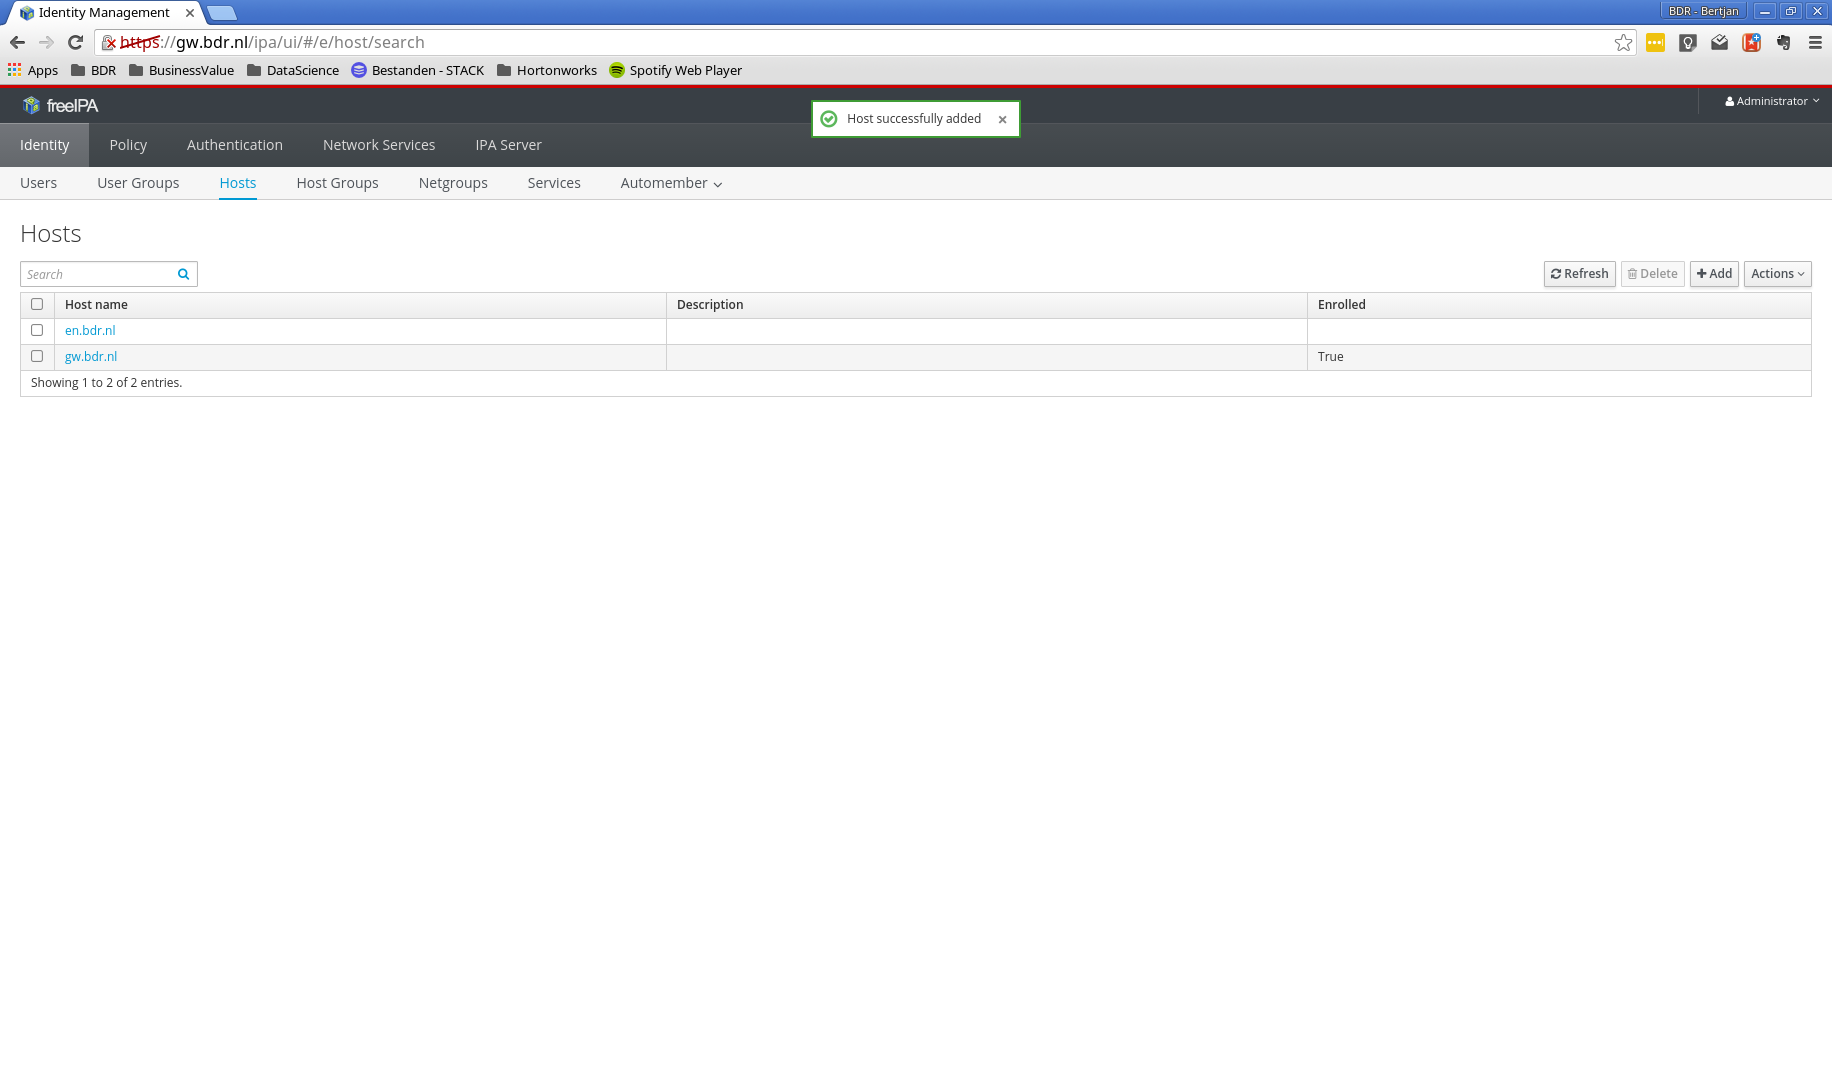 Identity Management
BDR - Bertjan
https://gw.bdr.nl/ipa/ui/#/e/host/search
Apps BDR BusinessValue DataScience Bestanden - STACK Hortonworks Spotify Web Player
freeIPA
Administrator
Host successfully added
Identity Policy Authentication Network Services IPA Server
Users User Groups Hosts Host Groups Netgroups Services Automember
Hosts
Search Refresh Delete Add Actions
Host name Description Enrolled
en.bdr.nl
gw.bdr.nl True
Showing 1 to 2 of 2 entries.